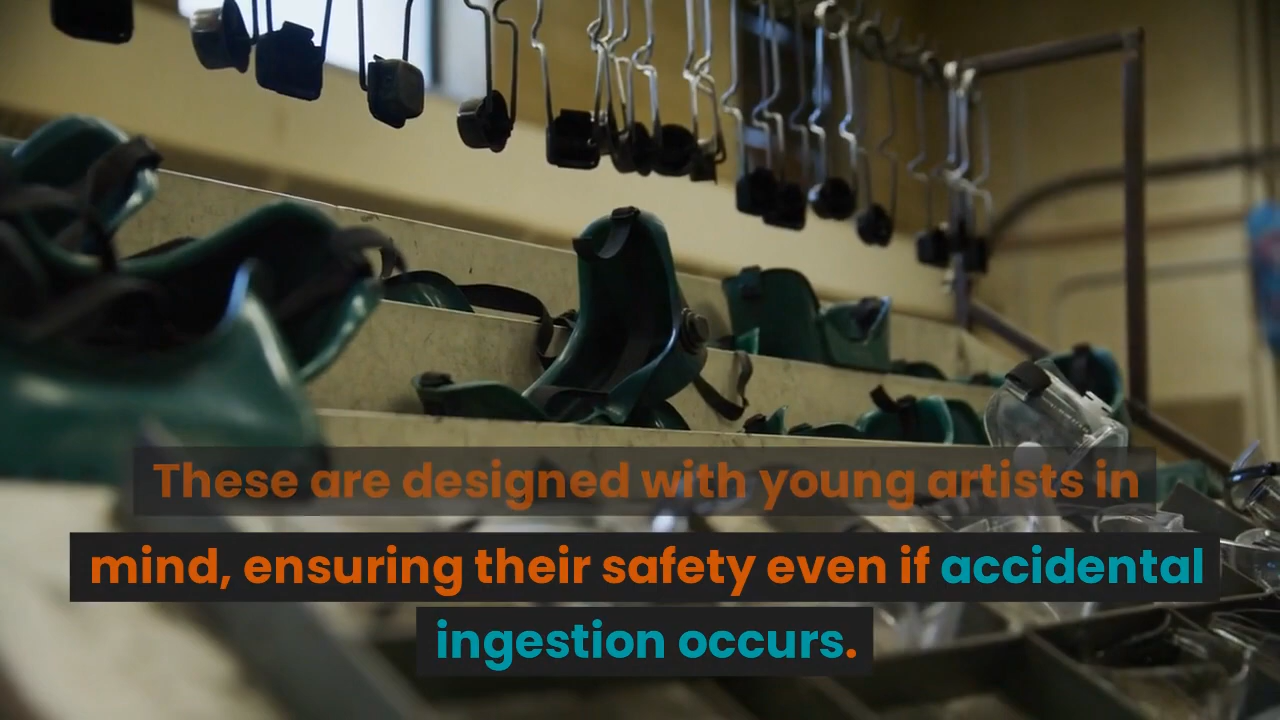 These are designed with young artists in
mind, ensuring their safety even if accidental
ingestion occurs.